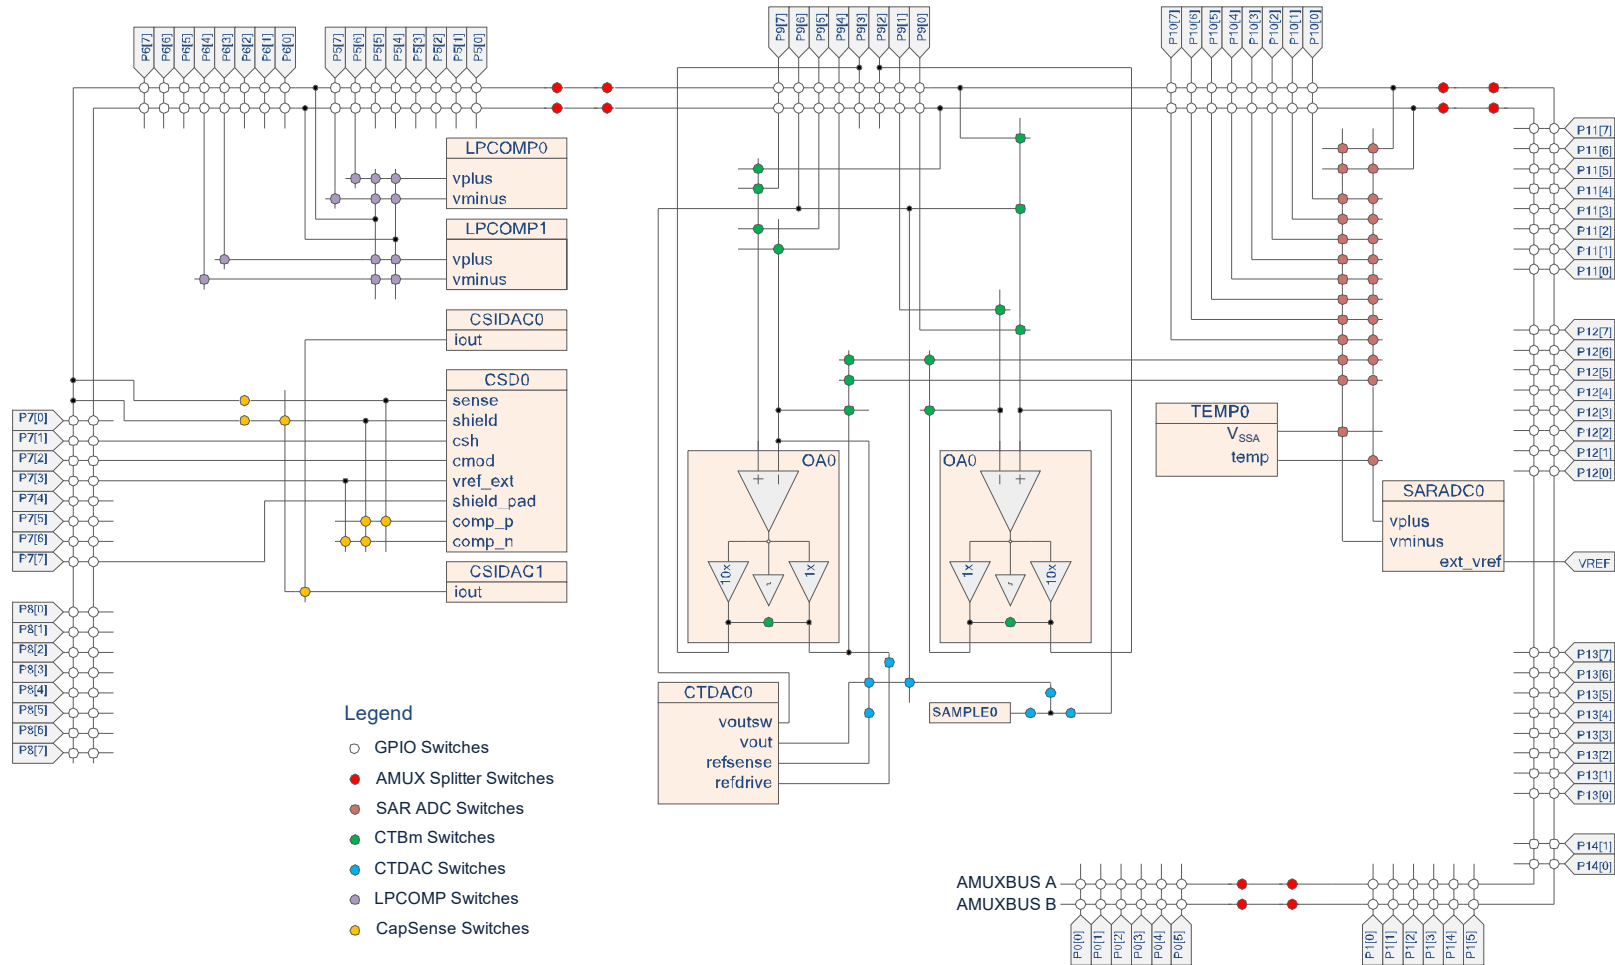 P6[7] P6[6] P6[5] P6[4] P6[3] P6[2] P6[1] P6[0]
P5[7] P5[6] P5[5] P5[4] P5[3] P5[2] P5[1] P5[0]
P9[7] P9[6] P9[5] P9[4] P9[3] P9[2] P9[1] P9[0]
P10[7] P10[6] P10[5] P10[4] P10[3] P10[2] P10[1] P10[0]
LPCOMP0
vplus
vminus
LPCOMP1
vplus
vminus
CSIDAC0
iout
CSD0
sense
shield
csh
cmod
vref_ext
shield_pad
comp_p
comp_n
CSIDAC1
iout
P7[0]
P7[1]
P7[2]
P7[3]
P7[4]
P7[5]
P7[6]
P7[7]
P8[0]
P8[1]
P8[2]
P8[3]
P8[4]
P8[5]
P8[6]
P8[7]
OA0
+ −
10x
1x
OA0
− +
1x
10x
CTDAC0
voutsw
vout
refsense
refdrive
SAMPLE0
TEMP0
VSSA
temp
SARADC0
vplus
vminus
ext_vref
VREF
P11[7]
P11[6]
P11[5]
P11[4]
P11[3]
P11[2]
P11[1]
P11[0]
P12[7]
P12[6]
P12[5]
P12[4]
P12[3]
P12[2]
P12[1]
P12[0]
P13[7]
P13[6]
P13[5]
P13[4]
P13[3]
P13[2]
P13[1]
P13[0]
P14[1]
P14[0]
Legend
GPIO Switches
AMUX Splitter Switches
SAR ADC Switches
CTBm Switches
CTDAC Switches
LPCOMP Switches
CapSense Switches
AMUXBUS A
AMUXBUS B
P0[0] P0[1] P0[2] P0[3] P0[4] P0[5]
P1[0] P1[1] P1[2] P1[3] P1[4] P1[5]